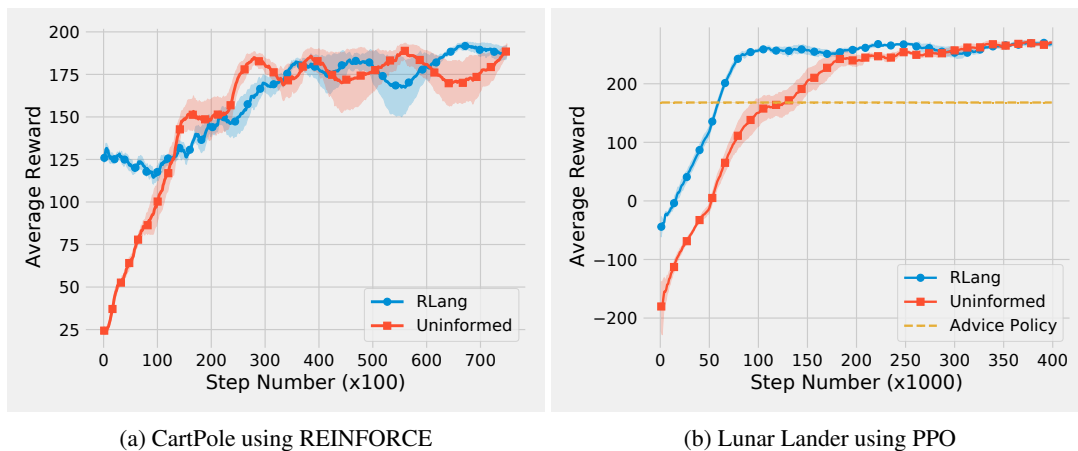 200
175
150
125
100
75
50
25
Average Reward
0 100 200 300 400 500 600 700
Step Number (x100)
RLang
Uninformed
(a) CartPole using REINFORCE
200
100
0
−100
−200
Average Reward
0 50 100 150 200 250 300 350 400
Step Number (x1000)
RLang
Uninformed
Advice Policy
(b) Lunar Lander using PPO